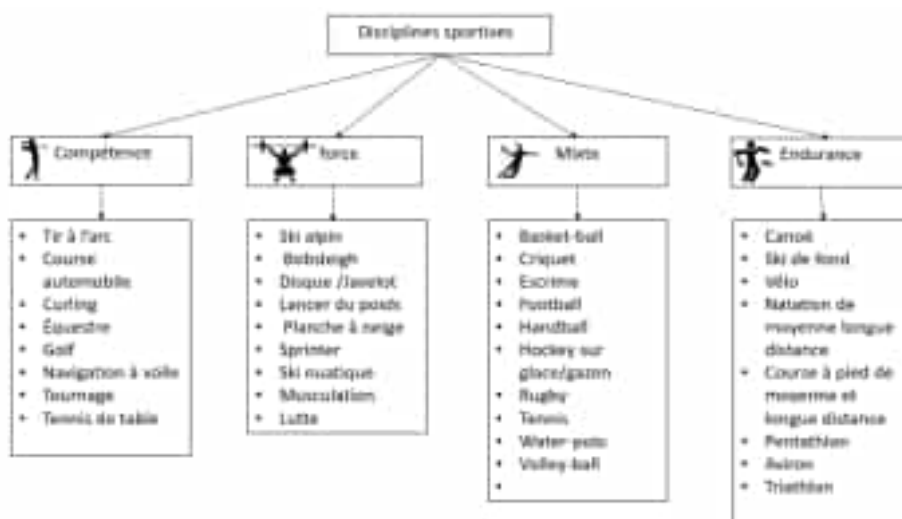 Disciplines sportives
Compétence
force
Mixte
Endurance
• Tir à l'arc
• Course
automobile
• Curling
• Équestre
• Golf
• Navigation à voile
• Tournage
• Tennis de table
• Ski alpin
• Bobsleigh
• Disque /Javelot
• Lancer du poids
• Planche à neige
• Sprinter
• Ski nautique
• Musculation
• Lutte
• Basket-ball
• Criquet
• Escrime
• Football
• Handball
• Hockey sur
glace/gazon
• Rugby
• Tennis
• Water-polo
• Volley-ball
•
• Canoë
• Ski de fond
• Vélo
• Natation de
moyenne longue
distance
• Course à pied de
moyenne et
longue distance
• Pentathlon
• Aviron
• Triathlon